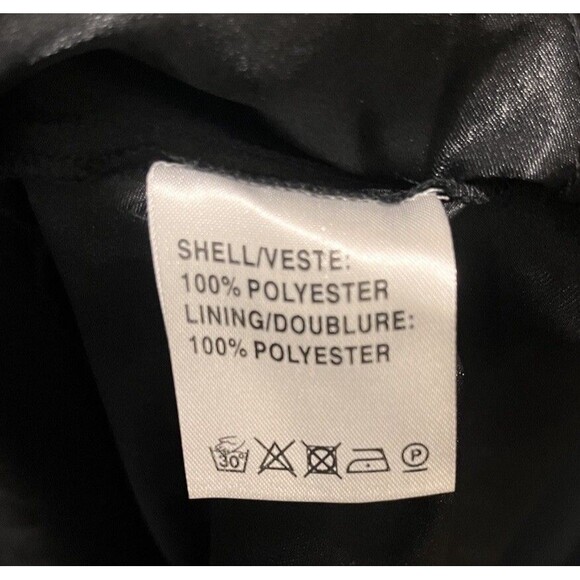 SHELL/VESTE:
100% POLYESTER
LINING/DOUBLURE:
100% POLYESTER
30° P